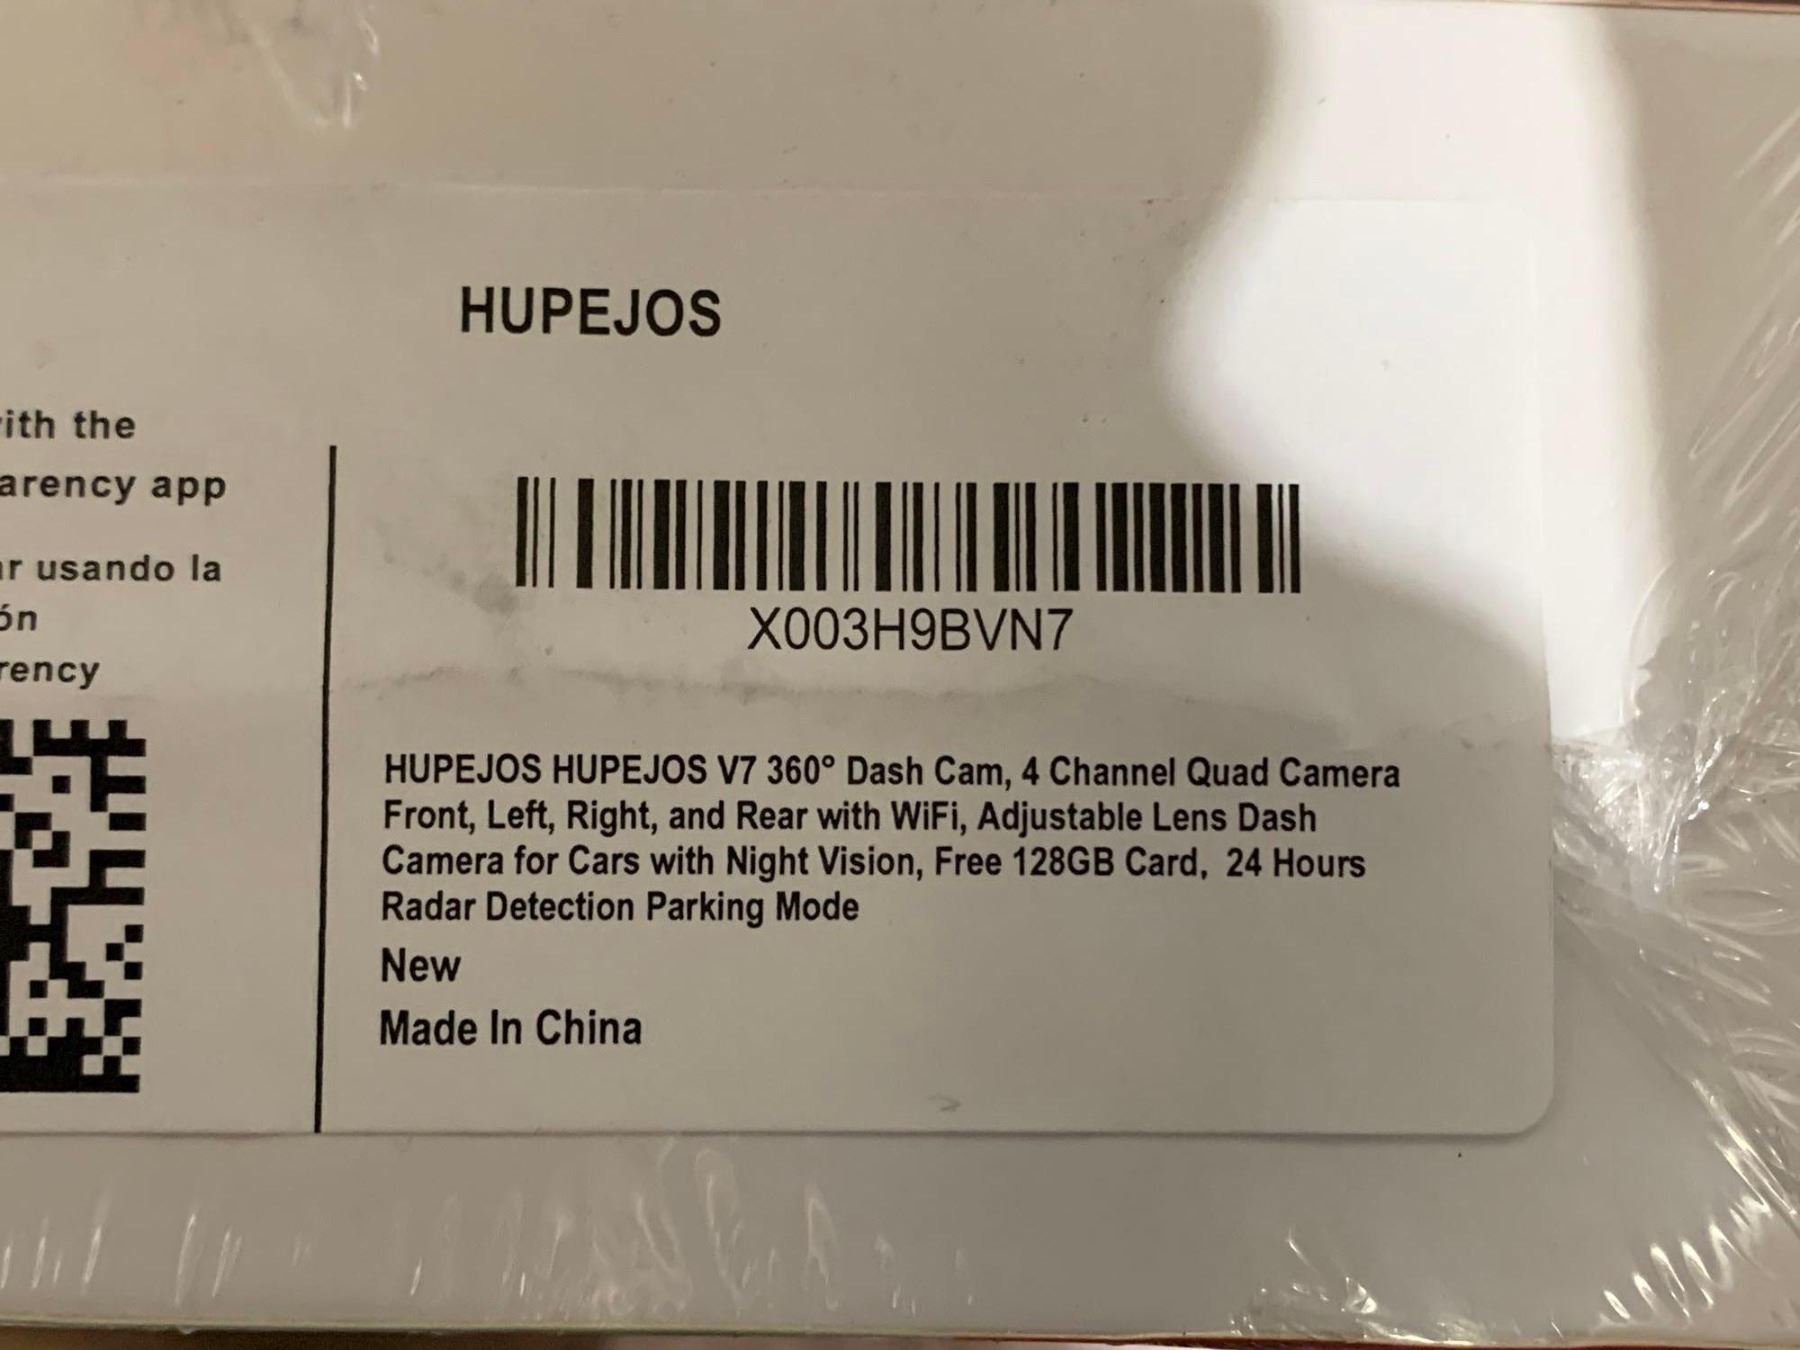 HUPEJOS
with the
arency app
ar usando la
ón
rency
X003H9BVN7
HUPEJOS HUPEJOS V7 360° Dash Cam, 4 Channel Quad Camera
Front, Left, Right, and Rear with WiFi, Adjustable Lens Dash
Camera for Cars with Night Vision, Free 128GB Card, 24 Hours
Radar Detection Parking Mode
New
Made In China